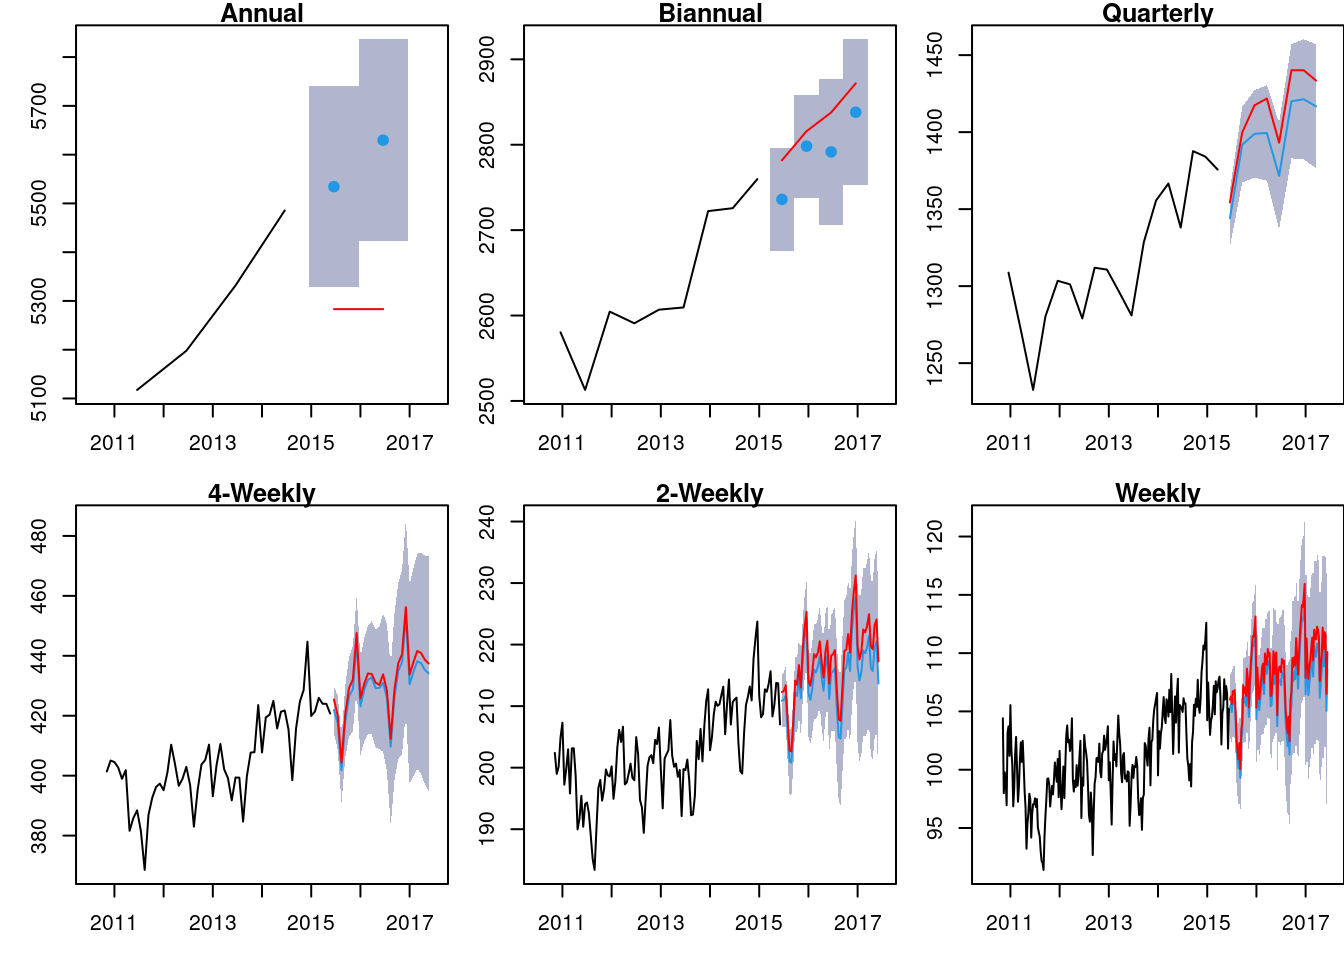 Annual
5100 5300 5500 5700
2011 2013 2015 2017
Biannual
2500 2600 2700 2800 2900
2011 2013 2015 2017
Quarterly
1250 1300 1350 1400 1450
2011 2013 2015 2017
4-Weekly
380 400 420 440 460 480
2011 2013 2015 2017
2-Weekly
190 200 210 220 230 240
2011 2013 2015 2017
Weekly
95 100 105 110 115 120
2011 2013 2015 2017